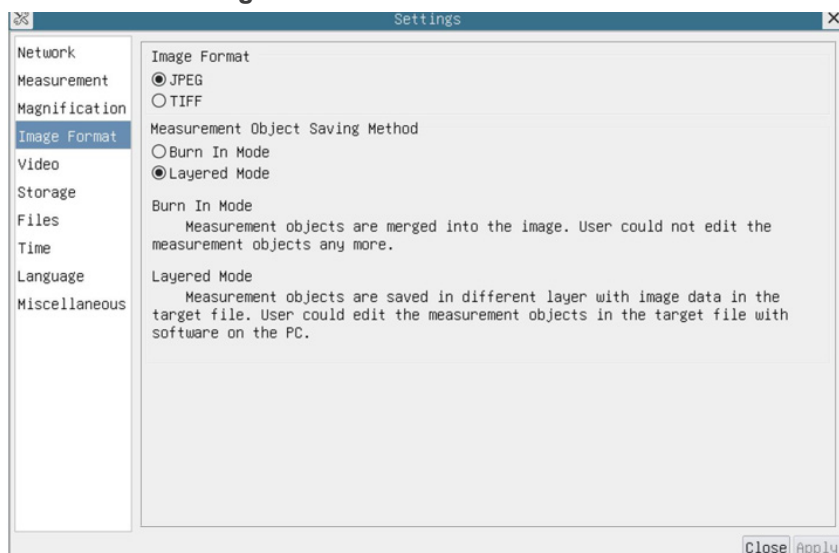 Settings
Network
Measurement
Magnification
Image Format
Video
Storage
Files
Time
Language
Miscellaneous
Image Format
JPEG
TIFF
Measurement Object Saving Method
Burn In Mode
Layered Mode
Burn In Mode
Measurement objects are merged into the image. User could not edit the
measurement objects any more.
Layered Mode
Measurement objects are saved in different layer with image data in the
target file. User could edit the measurement objects in the target file with
software on the PC.
Close Apply